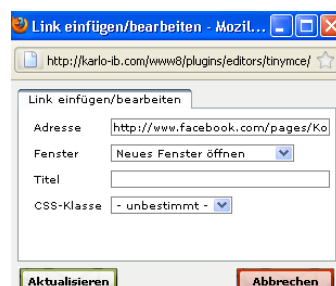 Link einfügen/bearbeiten - Mozil...
http://karlo-ib.com/www8/plugins/editors/tinymce/
Link einfügen/bearbeiten
Adresse http://www.facebook.com/pages/Ko
Fenster Neues Fenster öffnen
Titel
CSS-Klasse - unbestimmt -
Aktualisieren Abbrechen